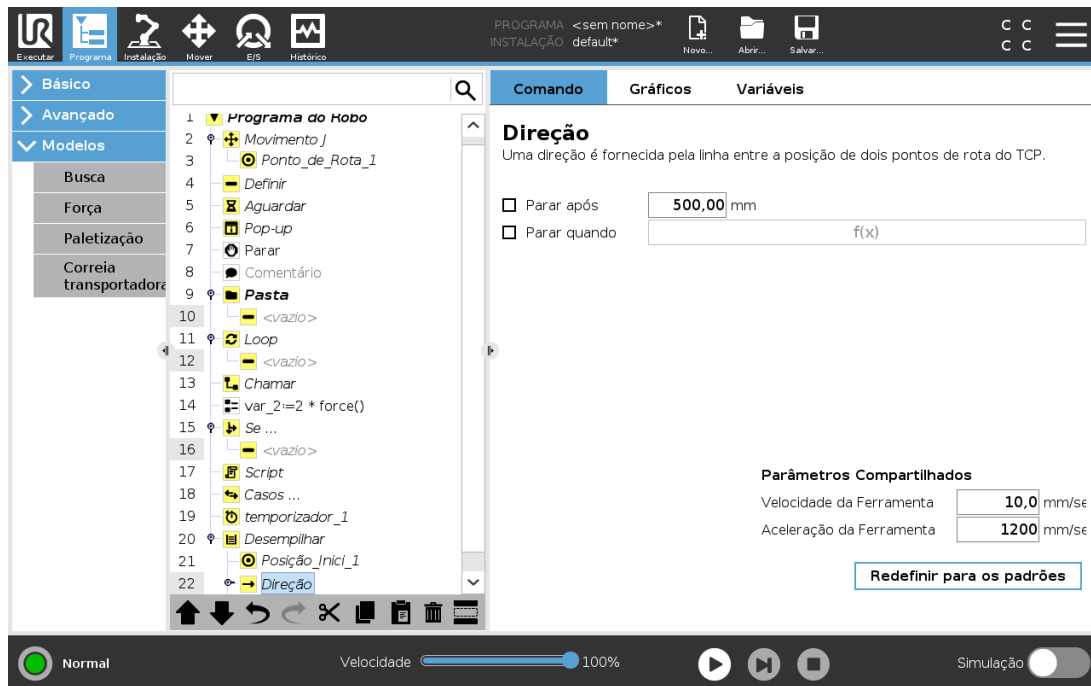 UR
Executar
Programa
Instalação
Mover
E/S
Histórico
PROGRAMA <sem nome>*
INSTALAÇÃO default*
Novo...
Abrir...
Salvar...
C C
C C
Básico
Avançado
Modelos
Busca
Força
Paletização
Correia
transportadora
1 Programa do Robô
2 Movimento J
3 Ponto_de_Rota_1
4 Definir
5 Aguardar
6 Pop-up
7 Parar
8 Comentário
9 Pasta
10 <vazio>
11 Loop
12 <vazio>
13 Chamar
14 var_2≔2 * force()
15 Se ...
16 <vazio>
17 Script
18 Casos ...
19 temporizador_1
20 Desempilhar
21 Posição_Inici_1
22 Direção
Comando Gráficos Variáveis
Direção
Uma direção é fornecida pela linha entre a posição de dois pontos de rota do TCP.
Parar após 500,00 mm
Parar quando f(x)
Parâmetros Compartilhados
Velocidade da Ferramenta 10,0 mm/se
Aceleração da Ferramenta 1200 mm/se
Redefinir para os padrões
Normal
Velocidade 100%
Simulação